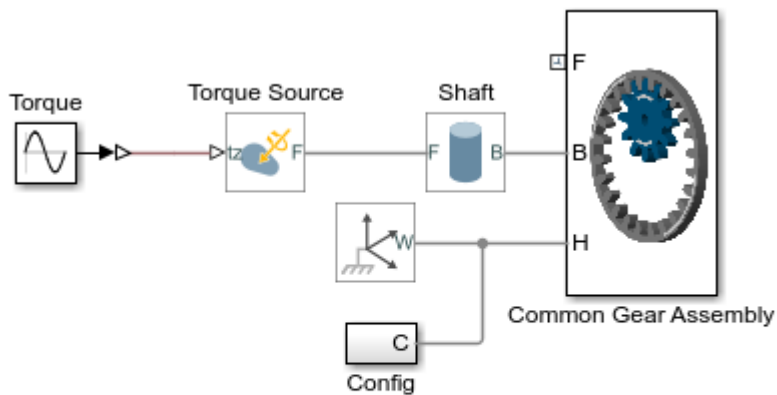 Torque
Torque Source
tz
F
Shaft
F
B
F
B
H
Common Gear Assembly
W
C
Config